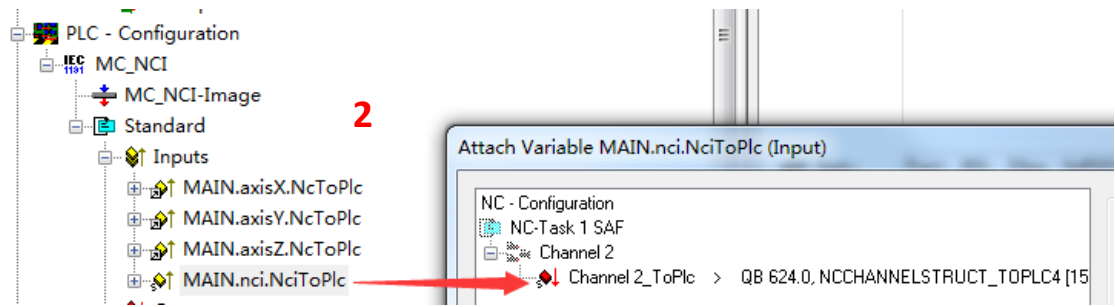 PLC - Configuration
MC_NCI
MC_NCI-Image
2
Standard
Inputs
MAIN.axisX.NcToPlc
MAIN.axisY.NcToPlc
MAIN.axisZ.NcToPlc
MAIN.nci.NciToPlc
Attach Variable MAIN.nci.NciToPlc (Input)
NC - Configuration
NC-Task 1 SAF
Channel 2
Channel 2_ToPlc > QB 624.0, NCCHANNELSTRUCT_TOPLC4 [15